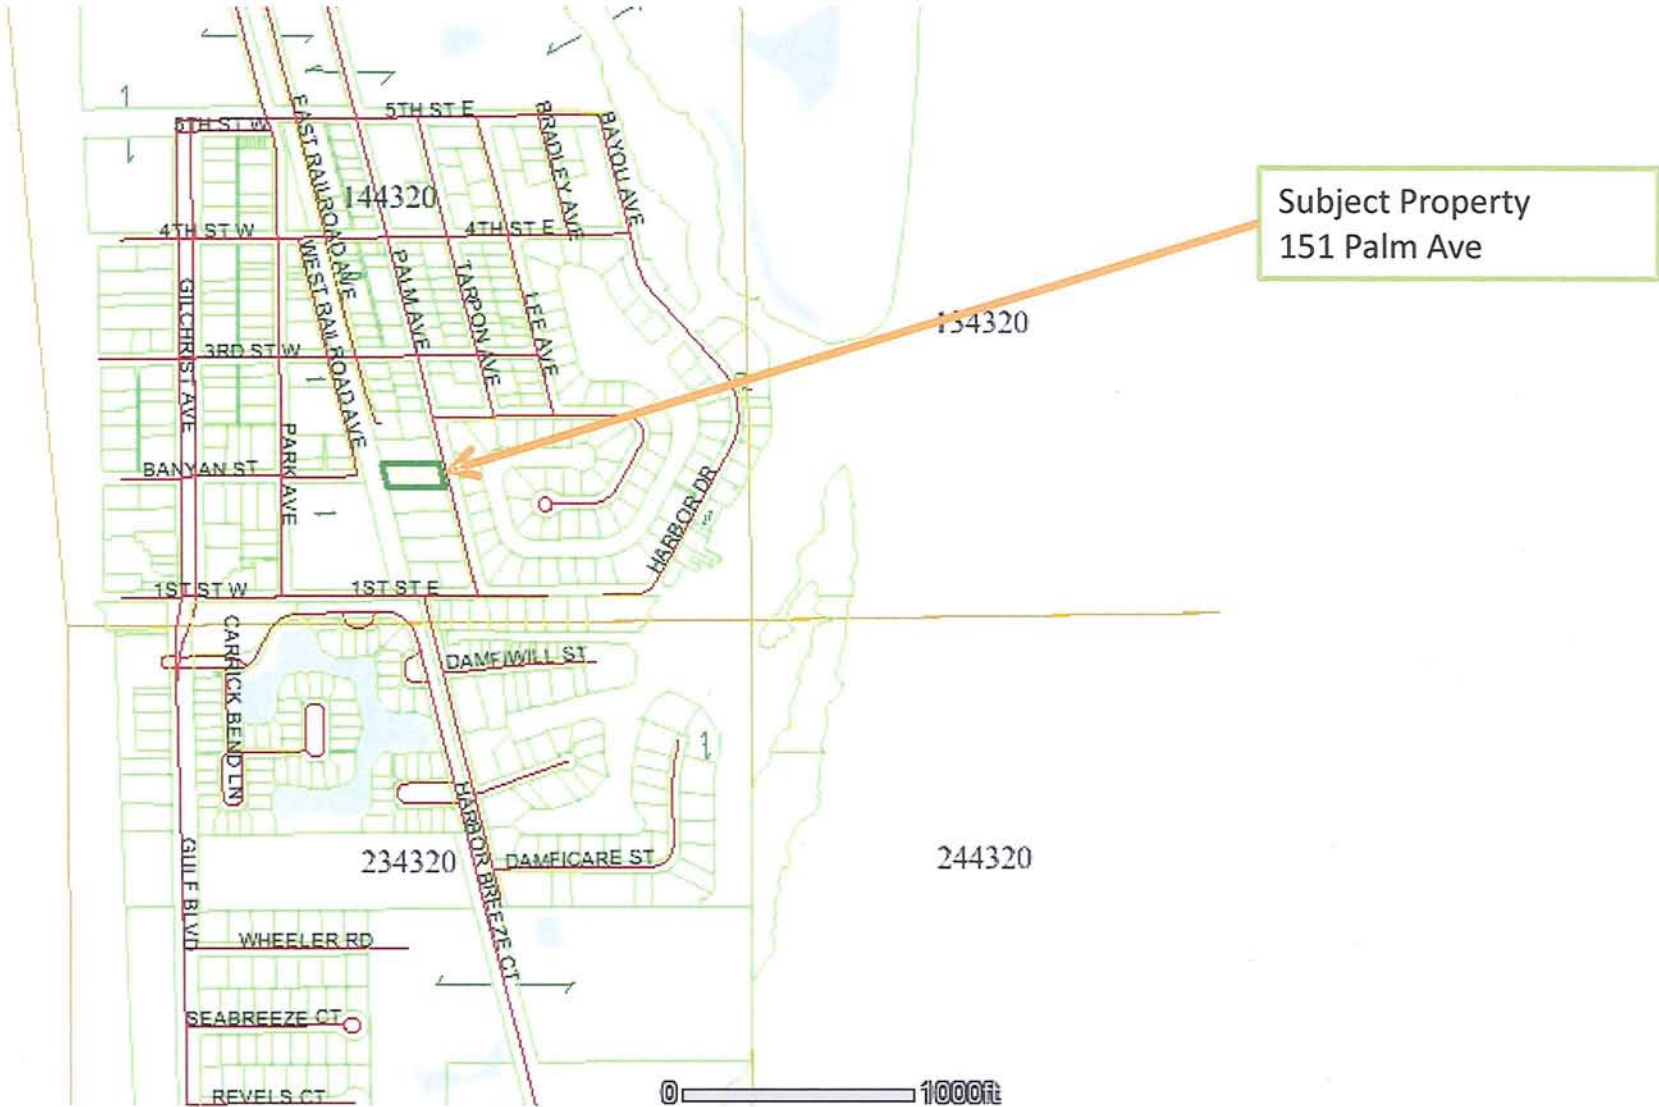 5TH ST W
5TH ST E
EAST RAILROAD AVE
BRADLEY AVE
BAYOU AVE
144320
Subject Property
151 Palm Ave
4TH ST W
4TH ST E
WEST RAILROAD AVE
PALM AVE
TARPON AVE
LEE AVE
GILCHRIST AVE
134320
3RD ST W
PARK AVE
BANYAN ST
HARBOR DR
1ST ST W
1ST ST E
CARRICK BEND LN
DAMFIWILL ST
HARBOR BREEZE CT
GULF BLVD
234320
DAMFICARE ST
244320
WHEELER RD
SEABREEZE CT
REVELS CT
0
1000ft